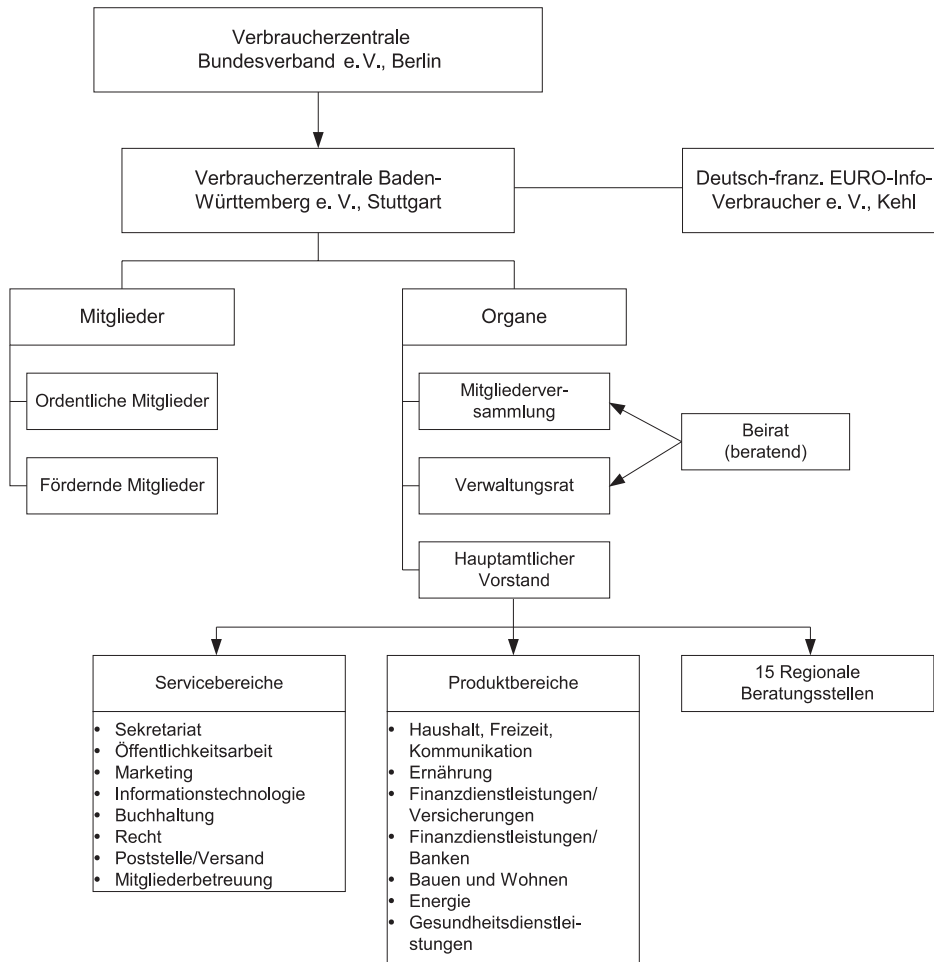 Verbraucherzentrale
Bundesverband e. V., Berlin
Verbraucherzentrale Baden-
Württemberg e. V., Stuttgart
Deutsch-franz. EURO-Info-
Verbraucher e. V., Kehl
Mitglieder
Organe
Ordentliche Mitglieder
Fördernde Mitglieder
Mitgliederver-
sammlung
Verwaltungsrat
Hauptamtlicher
Vorstand
Beirat
(beratend)
Servicebereiche
• Sekretariat
• Öffentlichkeitsarbeit
• Marketing
• Informationstechnologie
• Buchhaltung
• Recht
• Poststelle/Versand
• Mitgliederbetreuung
Produktbereiche
• Haushalt, Freizeit,
Kommunikation
• Ernährung
• Finanzdienstleistungen/
Versicherungen
• Finanzdienstleistungen/
Banken
• Bauen und Wohnen
• Energie
• Gesundheitsdienstlei-
stungen
15 Regionale
Beratungsstellen